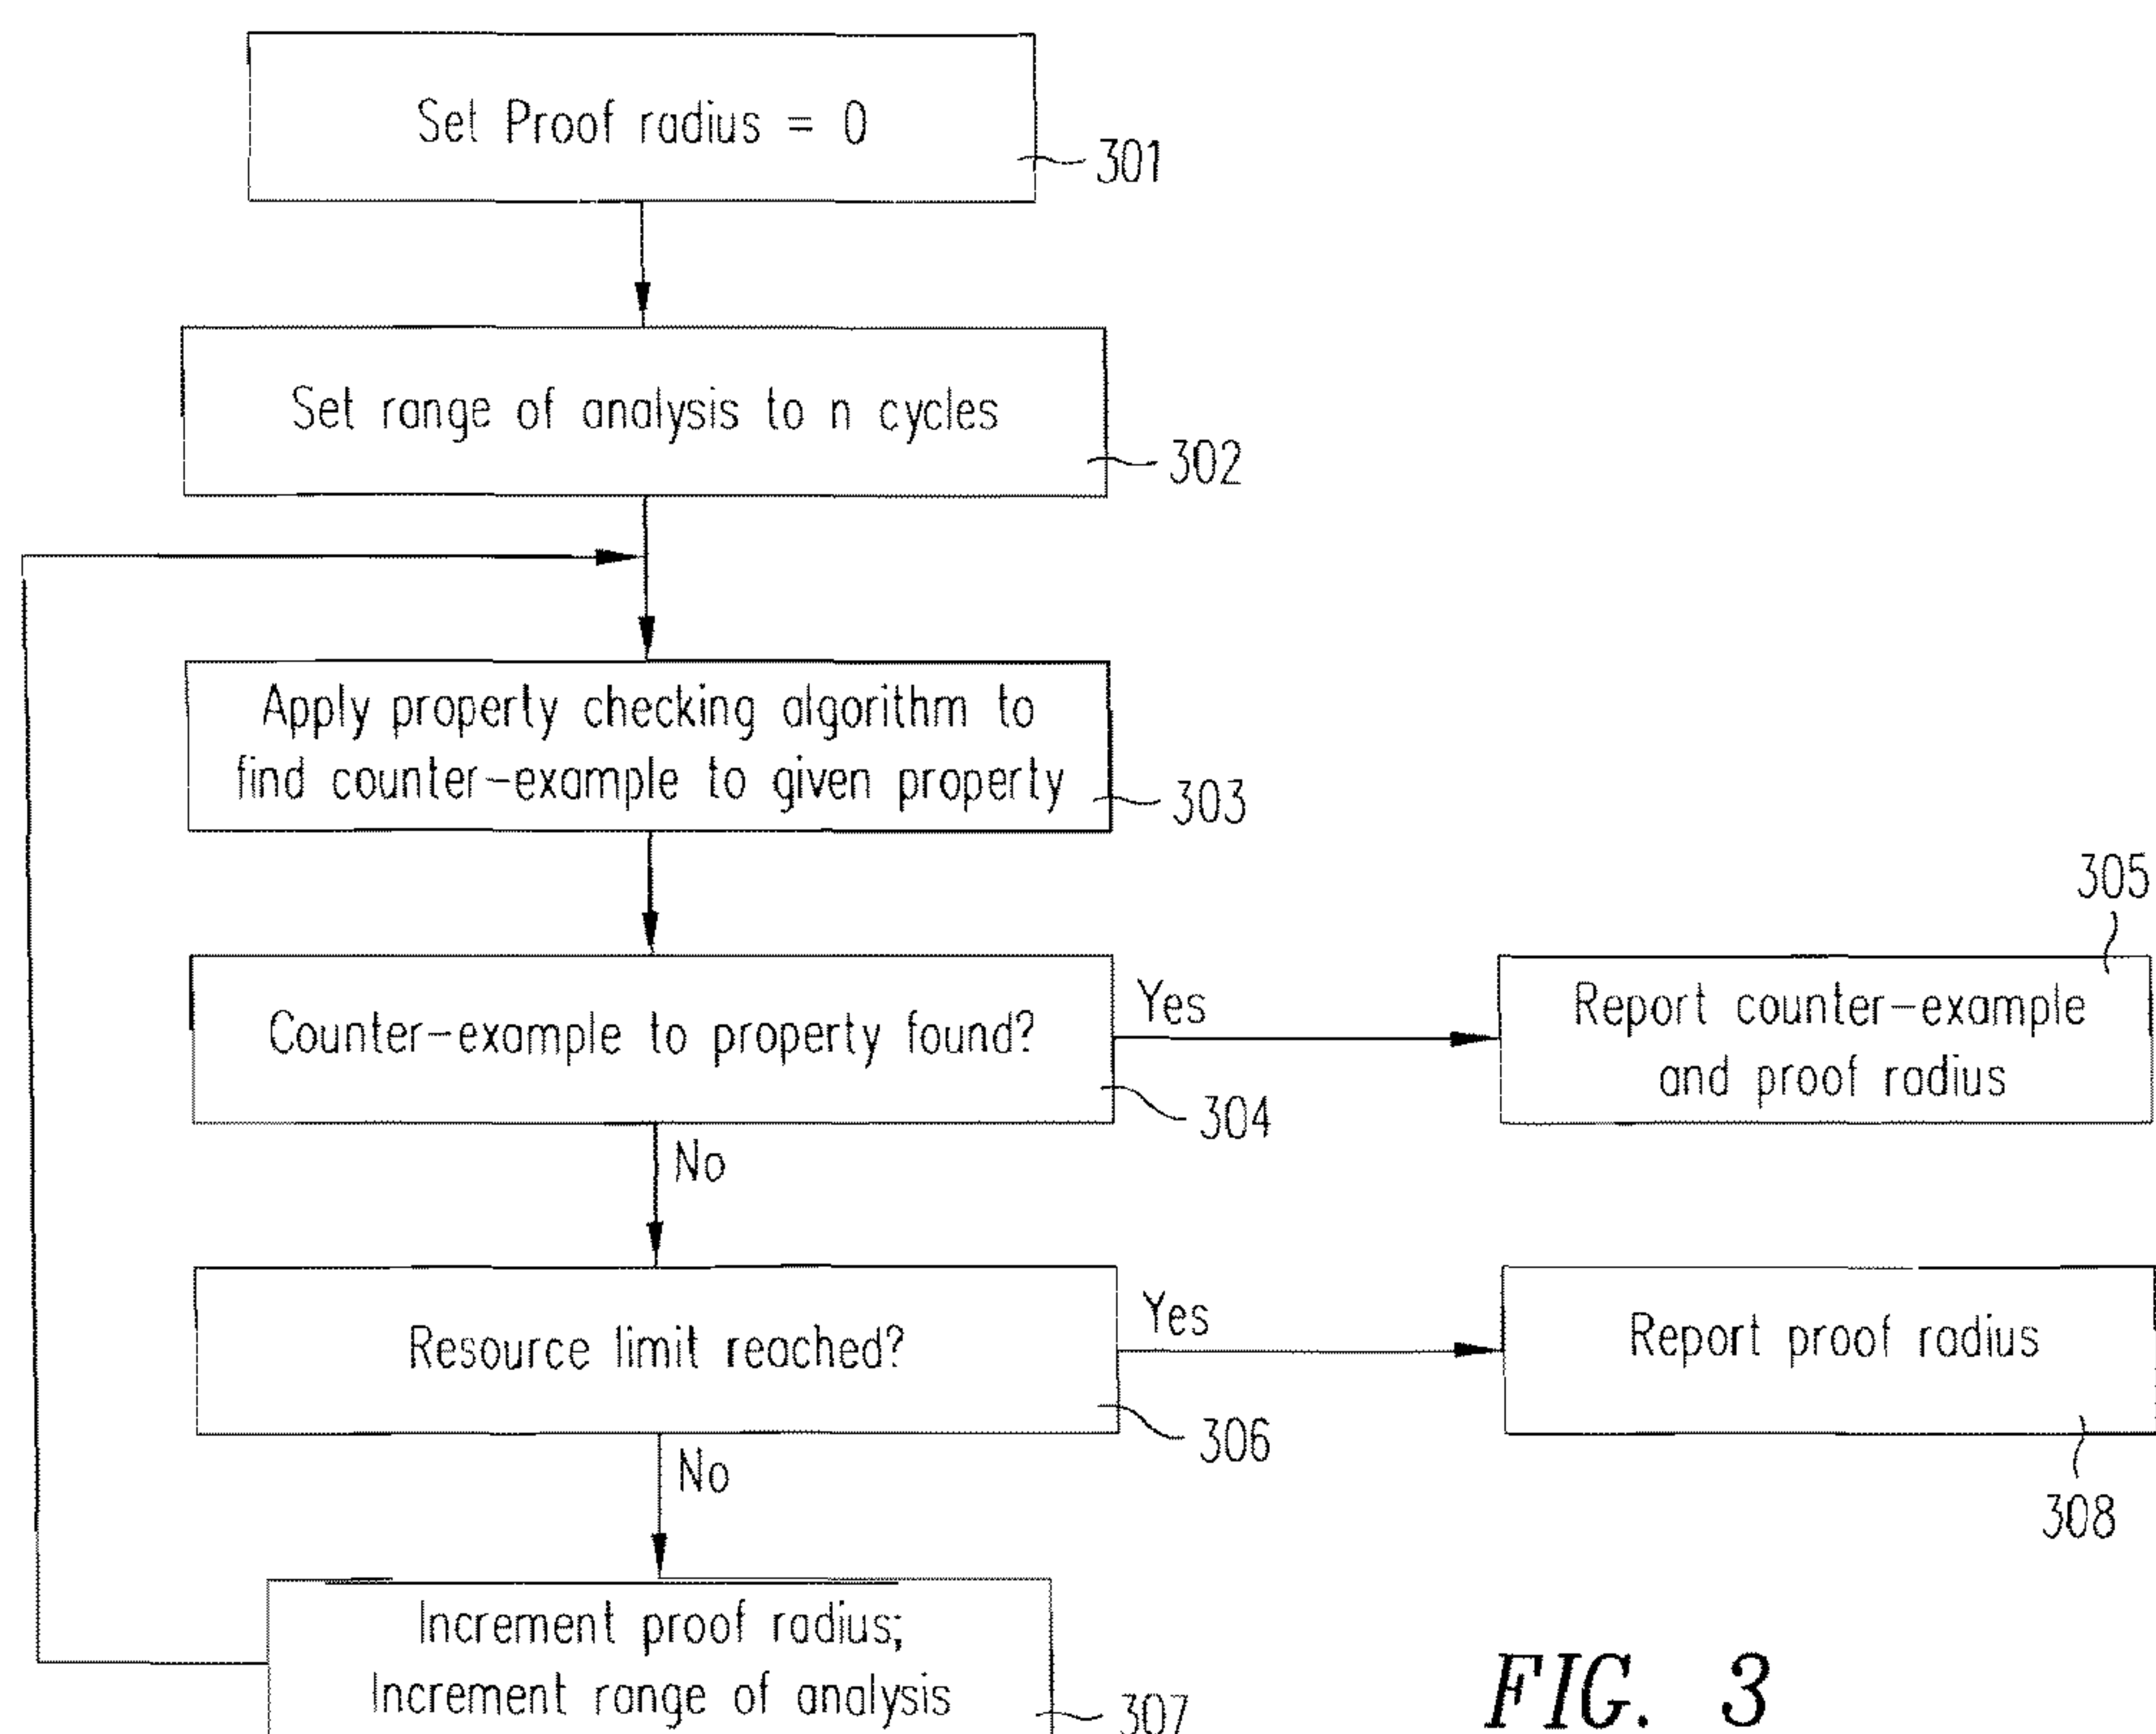 Set Proof radius = 0
301
Set range of analysis to n cycles
302
Apply property checking algorithm to
find counter-example to given property
303
305
Counter-example to property found?
Yes
Report counter-example
and proof radius
304
No
Resource limit reached?
Yes
Report proof radius
306
No
308
Increment proof radius;
Increment range of analysis
307
FIG. 3